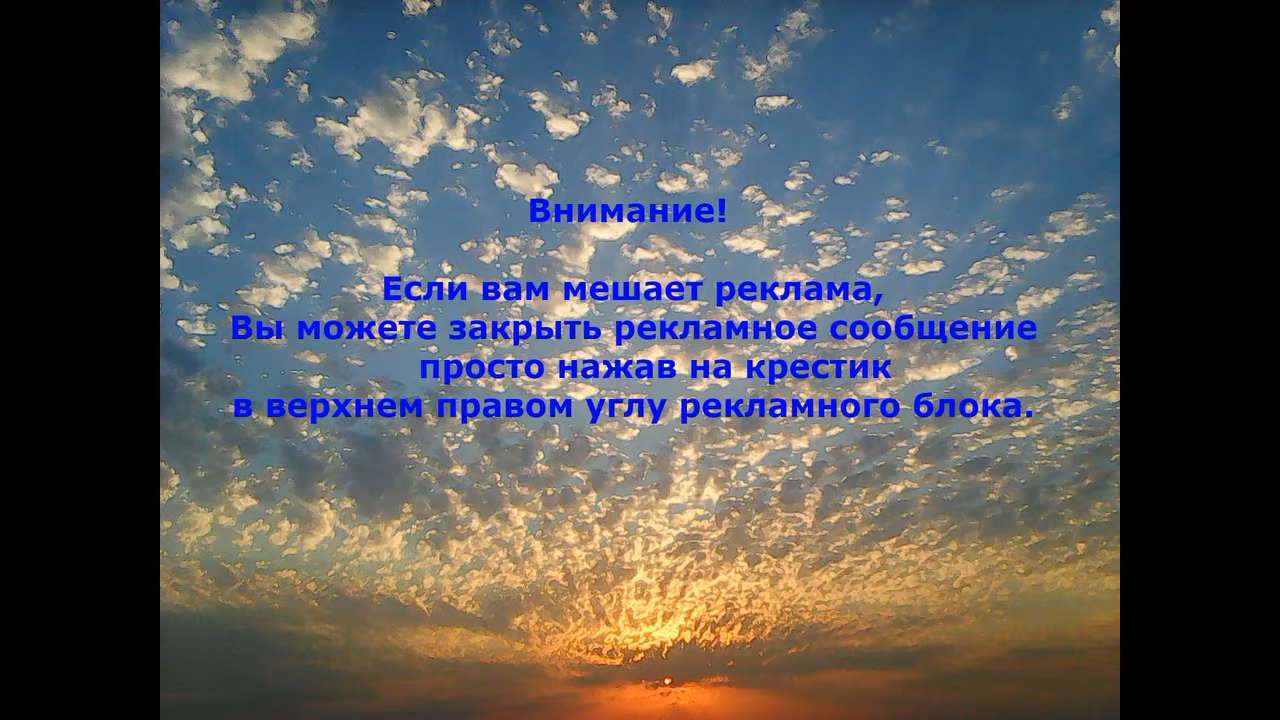 Внимание!
Если вам мешает реклама,
Вы можете закрыть рекламное сообщение
просто нажав на крестик
в верхнем правом углу рекламного блока.